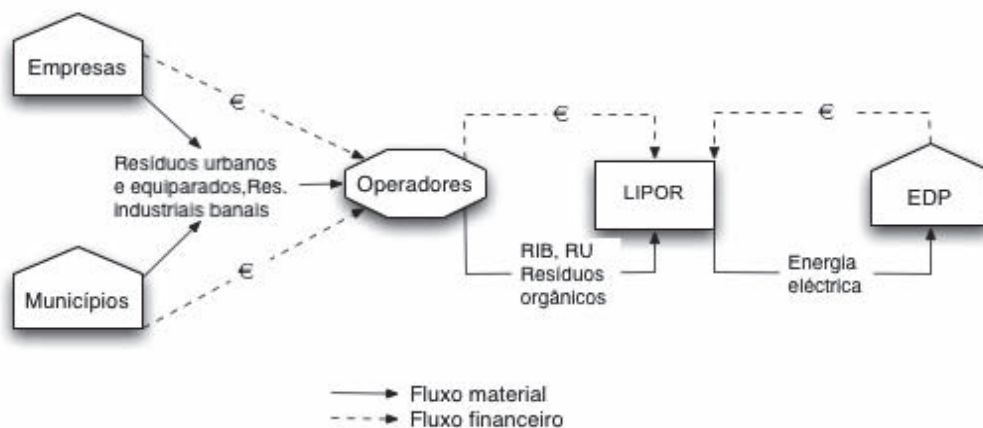 Empresas
€
Resíduos urbanos
e equiparados,Res.
industriais banais
Operadores
€
Municípios
€
LIPOR
RIB, RU
Resíduos
orgânicos
€
EDP
Energia
eléctrica
Fluxo material
Fluxo financeiro